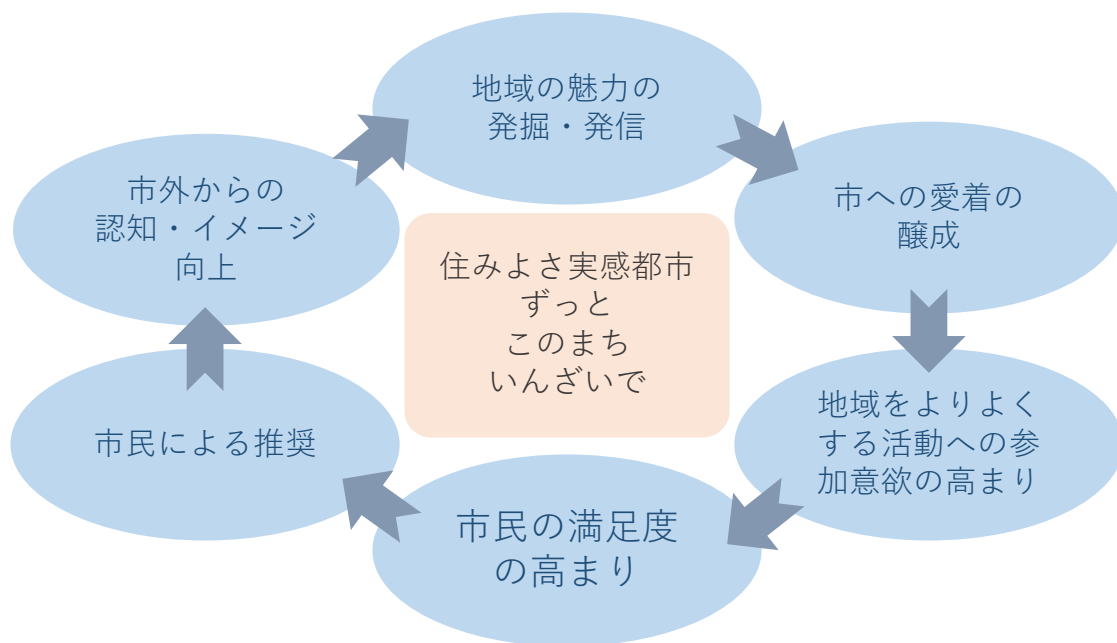 地域の魅力の
発掘・発信
市への愛着の
醸成
地域をよりよく
する活動への参
加意欲の高まり
市民の満足度
の高まり
市民による推奨
市外からの
認知・イメージ
向上
住みよさ実感都市
ずっと
このまち
いんざいで